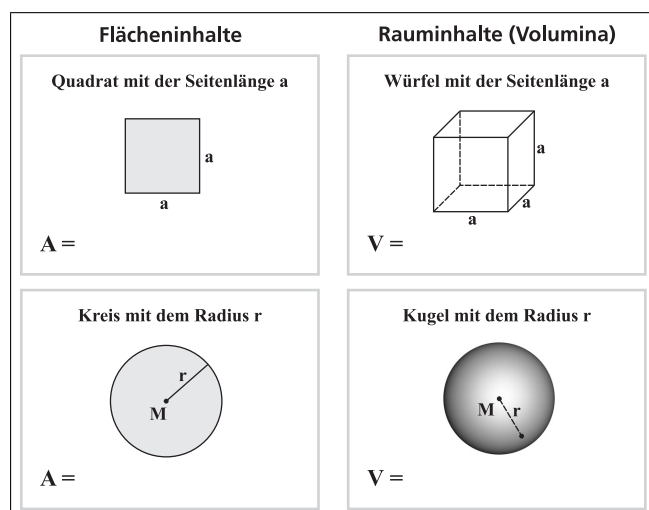 Flächeninhalte
Rauminhalte (Volumina)
Quadrat mit der Seitenlänge a
a
a
A =
Würfel mit der Seitenlänge a
a
a
a
V =
Kreis mit dem Radius r
r
M
A =
Kugel mit dem Radius r
M r
V =